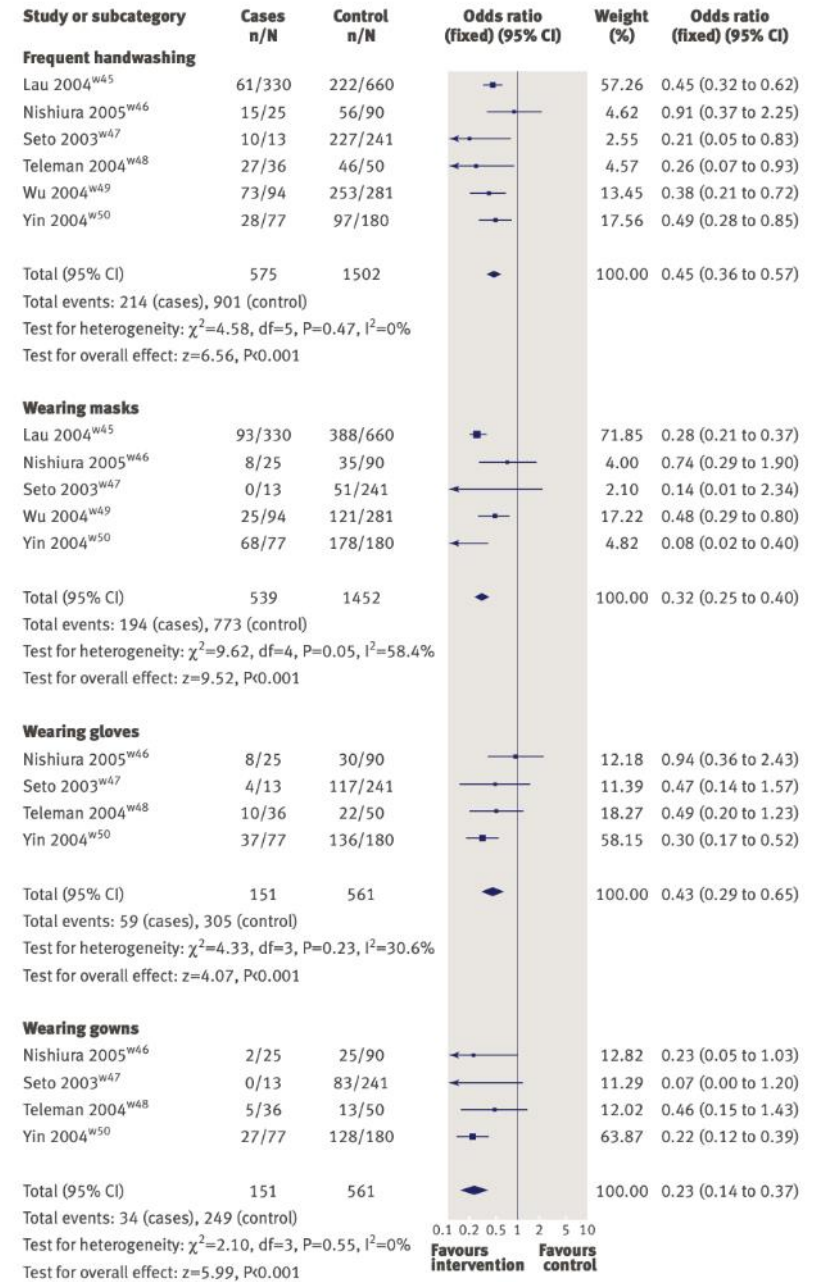 Study or subcategory Cases n/N Control n/N Odds ratio (fixed) (95% CI) Weight (%) Odds ratio (fixed) (95% CI)
Frequent handwashing
Lau 2004w45 61/330 222/660 57.26 0.45 (0.32 to 0.62)
Nishiura 2005w46 15/25 56/90 4.62 0.91 (0.37 to 2.25)
Seto 2003w47 10/13 227/241 2.55 0.21 (0.05 to 0.83)
Teleman 2004w48 27/36 46/50 4.57 0.26 (0.07 to 0.93)
Wu 2004w49 73/94 253/281 13.45 0.38 (0.21 to 0.72)
Yin 2004w50 28/77 97/180 17.56 0.49 (0.28 to 0.85)
Total (95% CI) 575 1502 100.00 0.45 (0.36 to 0.57)
Total events: 214 (cases), 901 (control)
Test for heterogeneity: χ²=4.58, df=5, P=0.47, I²=0%
Test for overall effect: z=6.56, P<0.001
Wearing masks
Lau 2004w45 93/330 388/660 71.85 0.28 (0.21 to 0.37)
Nishiura 2005w46 8/25 35/90 4.00 0.74 (0.29 to 1.90)
Seto 2003w47 0/13 51/241 2.10 0.14 (0.01 to 2.34)
Wu 2004w49 25/94 121/281 17.22 0.48 (0.29 to 0.80)
Yin 2004w50 68/77 178/180 4.82 0.08 (0.02 to 0.40)
Total (95% CI) 539 1452 100.00 0.32 (0.25 to 0.40)
Total events: 194 (cases), 773 (control)
Test for heterogeneity: χ²=9.62, df=4, P=0.05, I²=58.4%
Test for overall effect: z=9.52, P<0.001
Wearing gloves
Nishiura 2005w46 8/25 30/90 12.18 0.94 (0.36 to 2.43)
Seto 2003w47 4/13 117/241 11.39 0.47 (0.14 to 1.57)
Teleman 2004w48 10/36 22/50 18.27 0.49 (0.20 to 1.23)
Yin 2004w50 37/77 136/180 58.15 0.30 (0.17 to 0.52)
Total (95% CI) 151 561 100.00 0.43 (0.29 to 0.65)
Total events: 59 (cases), 305 (control)
Test for heterogeneity: χ²=4.33, df=3, P=0.23, I²=30.6%
Test for overall effect: z=4.07, P<0.001
Wearing gowns
Nishiura 2005w46 2/25 25/90 12.82 0.23 (0.05 to 1.03)
Seto 2003w47 0/13 83/241 11.29 0.07 (0.00 to 1.20)
Teleman 2004w48 5/36 13/50 12.02 0.46 (0.15 to 1.43)
Yin 2004w50 27/77 128/180 63.87 0.22 (0.12 to 0.39)
Total (95% CI) 151 561 100.00 0.23 (0.14 to 0.37)
Total events: 34 (cases), 249 (control)
Test for heterogeneity: χ²=2.10, df=3, P=0.55, I²=0%
Test for overall effect: z=5.99, P<0.001
0.1 0.2 0.5 1 2 5 10
Favours intervention Favours control